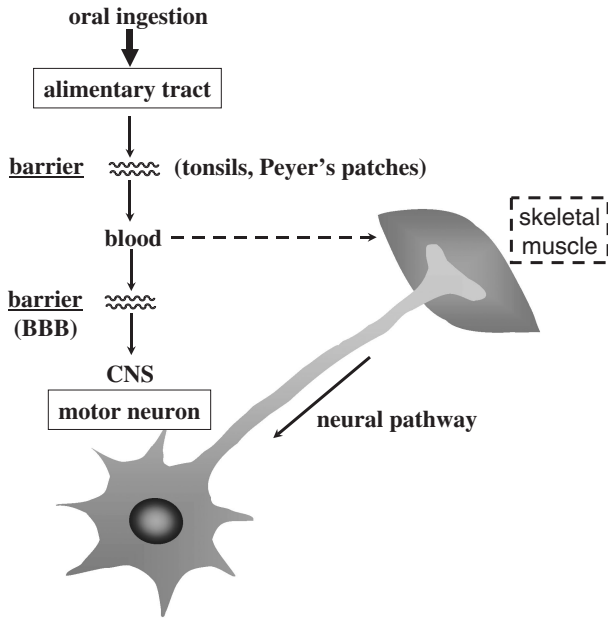 oral ingestion
alimentary tract
barrier (tonsils, Peyer's patches)
blood
skeletal
muscle
barrier
(BBB)
CNS
motor neuron
neural pathway